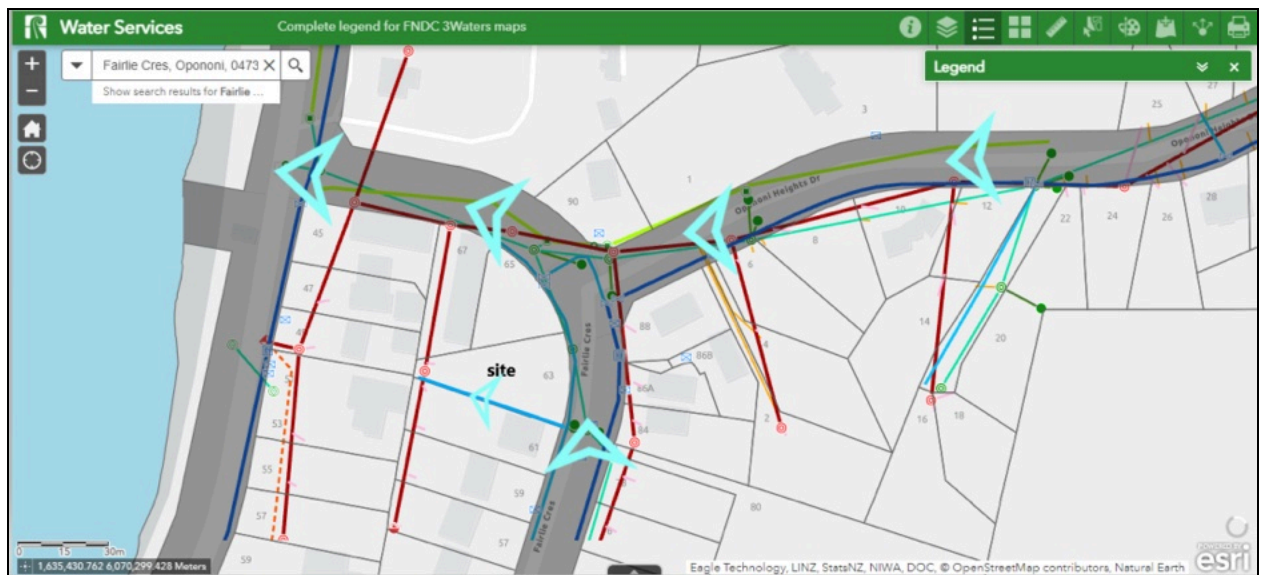 Water Services
Complete legend for FNDC 3Waters maps
+
Fairlie Cres, Opononi, 0473
Show search results for Fairlie ...
−
Legend
27
25
3
Opononi Heights
1
Opononi Heights Dr
90
28
12
10
22
24
26
45
67
65
8
6
47
88
14
4
20
site
63
Fairlie Cres
86B
86A
2
16
18
53
84
61
55
59
80
57
57
Fairlie Cres
59
0 15 30m
1,635,430.762 6,070,299.428 Meters
Eagle Technology, LINZ, StatsNZ, NIWA, DOC, © OpenStreetMap contributors, Natural Earth
POWERED BY
esri